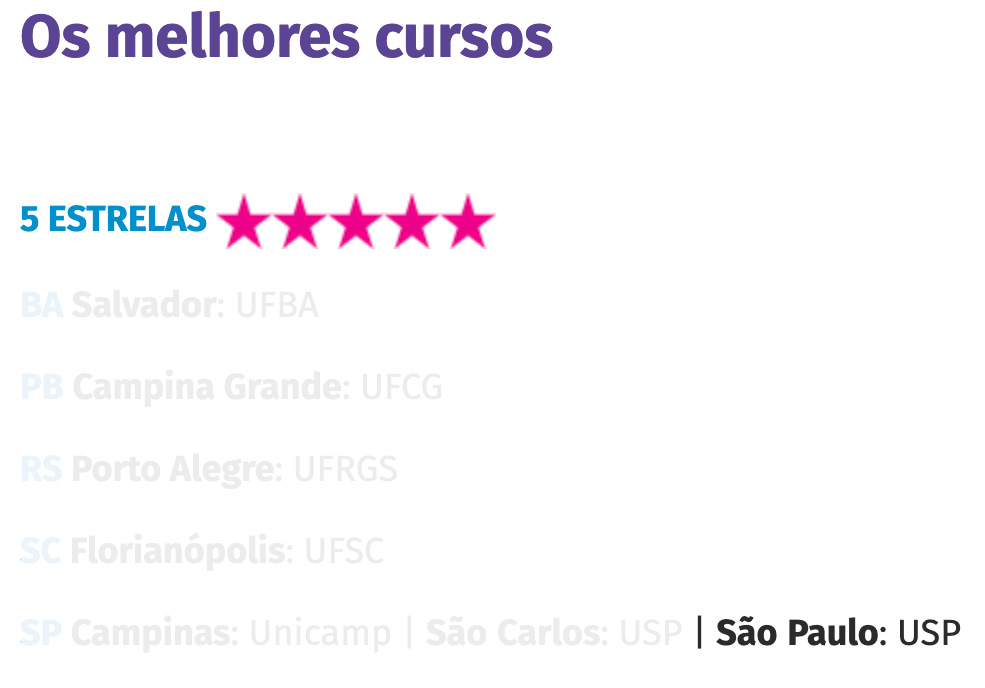 Os melhores cursos
5 ESTRELAS
BA Salvador: UFBA
PB Campina Grande: UFCG
RS Porto Alegre: UFRGS
SC Florianópolis: UFSC
SP Campinas: Unicamp | São Carlos: USP | São Paulo: USP